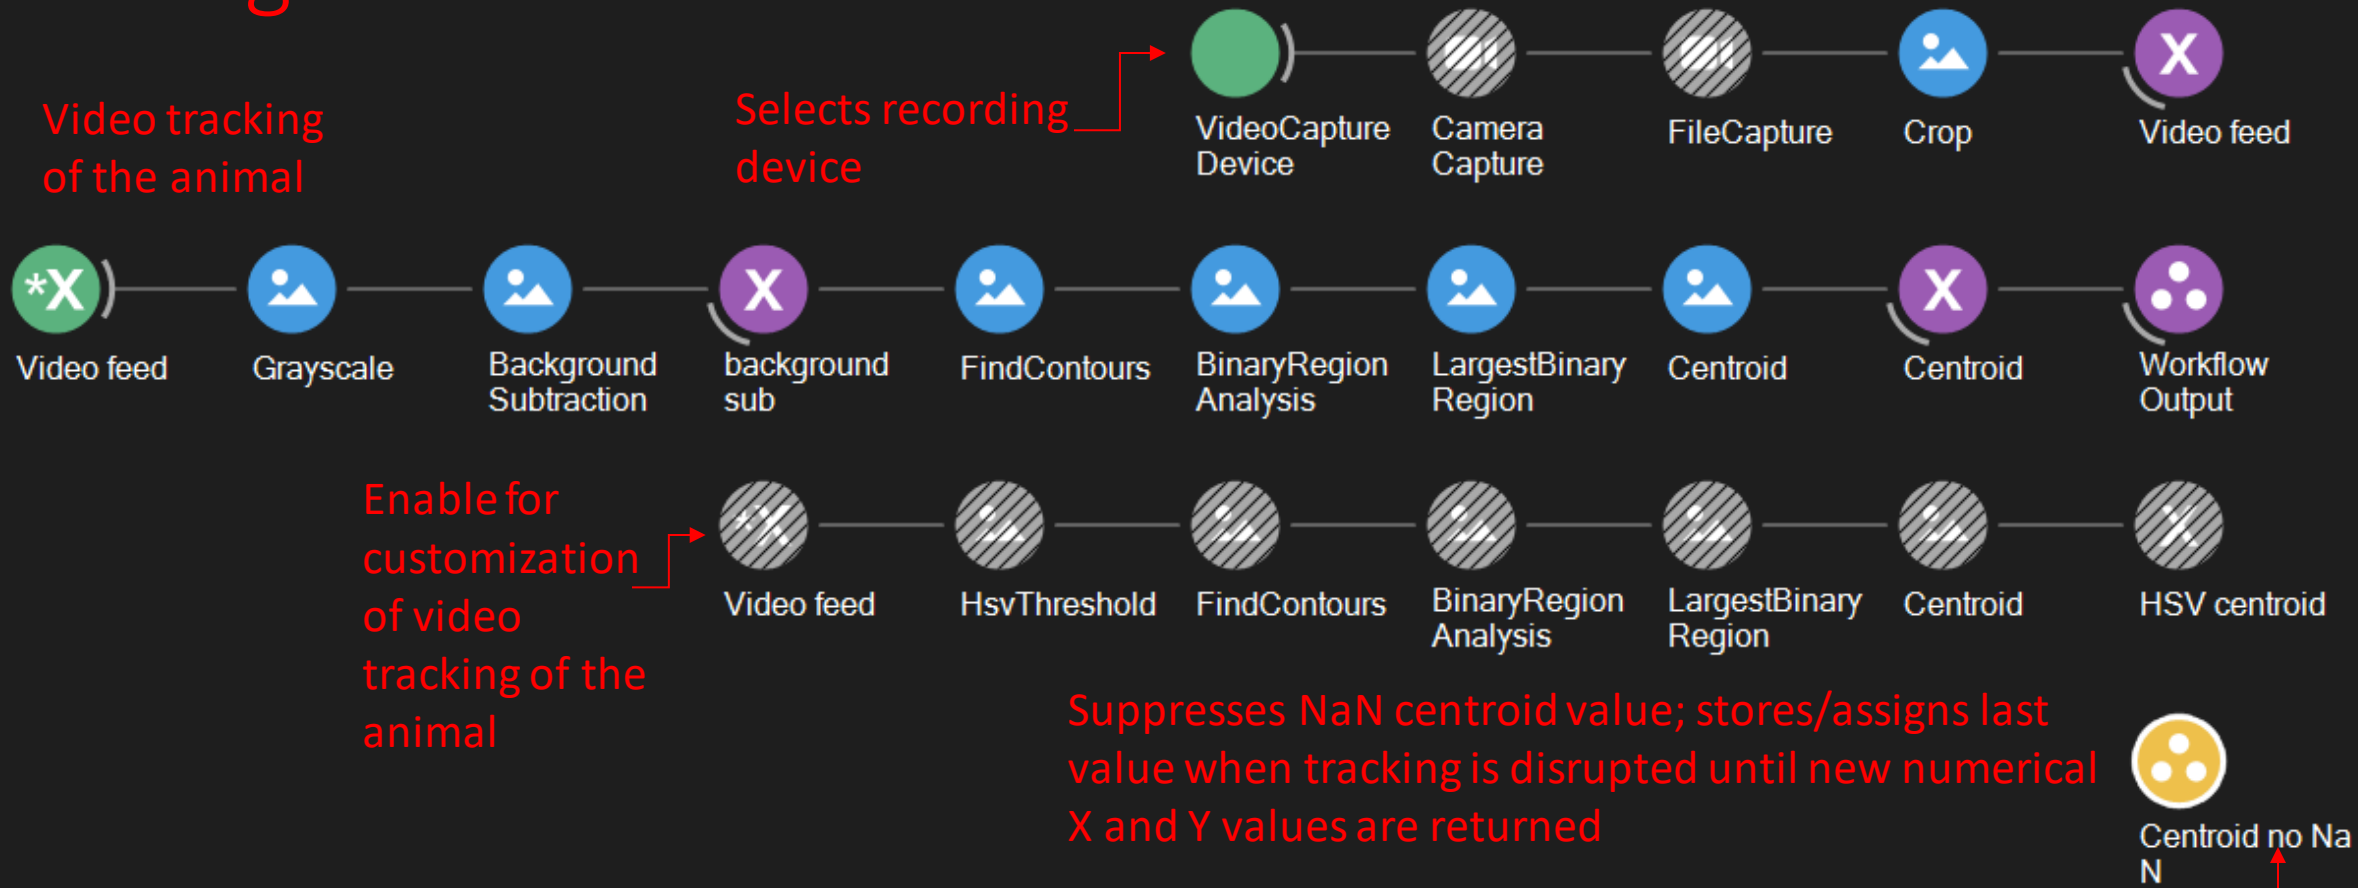 Video tracking
of the animal
Selects recording
device
VideoCapture
Device
Camera
Capture
FileCapture
Crop
X
Video feed
*X
Video feed
Grayscale
Background
Subtraction
X
background
sub
FindContours
BinaryRegion
Analysis
LargestBinary
Region
Centroid
X
Centroid
Workflow
Output
Enable for
customization
of video
tracking of the
animal
*X
Video feed
HsvThreshold
FindContours
BinaryRegion
Analysis
LargestBinary
Region
Centroid
X
HSV centroid
Suppresses NaN centroid value; stores/assigns last
value when tracking is disrupted until new numerical
X and Y values are returned
Centroid no Na
N